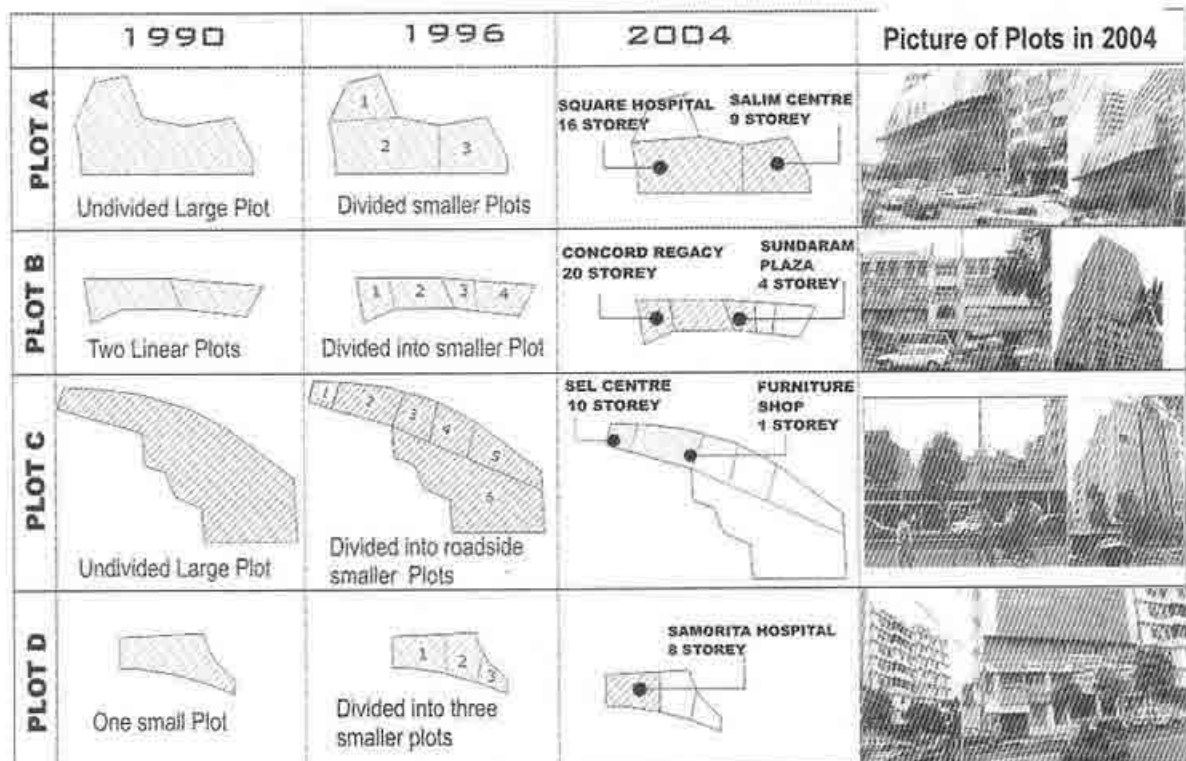 1990 1996 2004 Picture of Plots in 2004
PLOT A
Undivided Large Plot
1
2 3
Divided smaller Plots
SQUARE HOSPITAL
16 STOREY
SALIM CENTRE
9 STOREY
PLOT B
Two Linear Plots
1 2 3 4
Divided into smaller Plot
CONCORD REGACY
20 STOREY
SUNDARAM
PLAZA
4 STOREY
PLOT C
Undivided Large Plot
1 2 3 4
5
6
Divided into roadside
smaller Plots
SEL CENTRE
10 STOREY
FURNITURE
SHOP
1 STOREY
PLOT D
One small Plot
1 2 3
Divided into three
smaller plots
SAMORITA HOSPITAL
8 STOREY